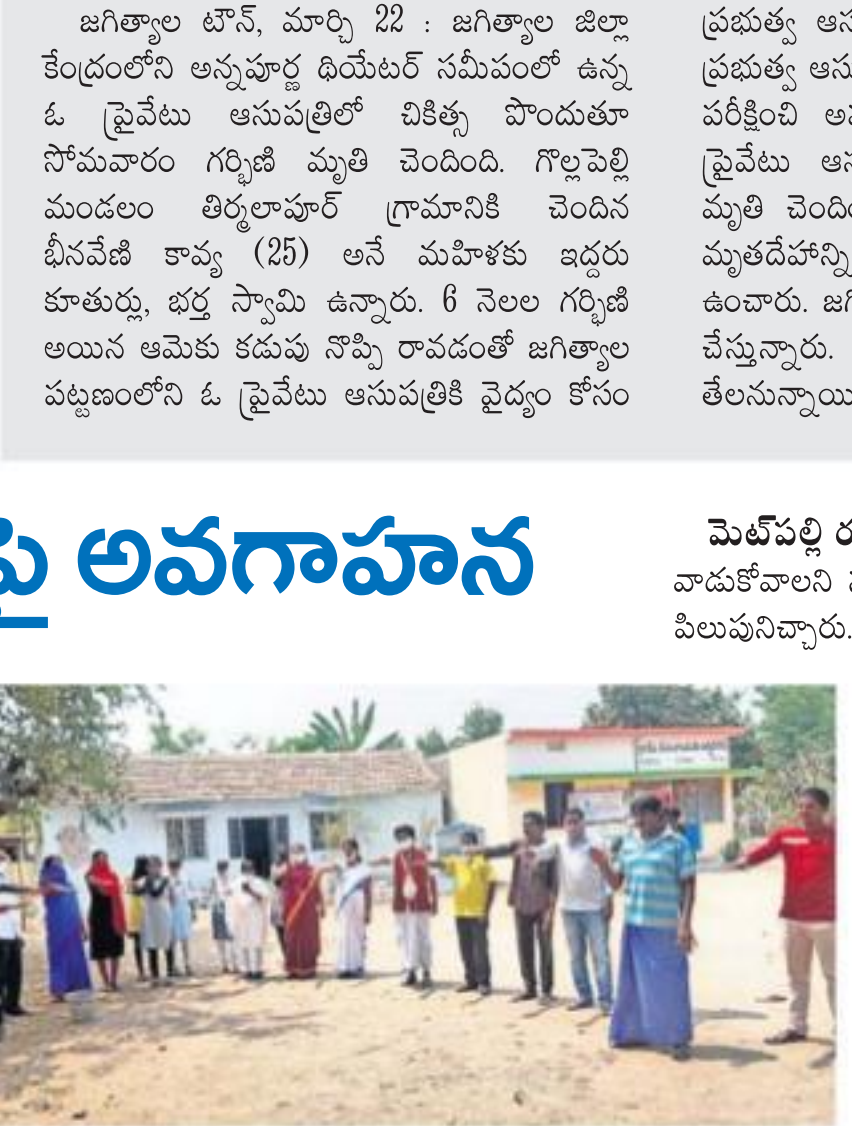 జగిత్యాల టౌన్, మార్చి 22 : జగిత్యాల జిల్లా
కేంద్రంలోని అన్నపూర్ణ థియేటర్ సమీపంలో ఉన్న
ఓ ప్రైవేటు ఆసుపత్రిలో చికిత్స పొందుతూ
సోమవారం గర్భిణి మృతి చెందింది. గొల్లపెల్లి
మండలం తిర్మలాపూర్ గ్రామానికి చెందిన
భీనవేణి కావ్య (25) అనే మహిళకు ఇద్దరు
కూతుర్లు, భర్త స్వామి ఉన్నారు. 6 నెలల గర్భిణి
అయిన ఆమెకు కడుపు నొప్పి రావడంతో జగిత్యాల
పట్టణంలోని ఓ ప్రైవేటు ఆసుపత్రికి వైద్యం కోసం
ప్రభుత్వ
ప్రభుత్వ
పరీక్షించి
ప్రైవేటు
మృతి
మృతదేహాన్ని
ఉంచారు.
చేస్తున్నారు.
తేలనున్నాయి
పై అవగాహన
మెట్‌పల్లి
వాడుకోవాలని
పిలుపునిచ్చారు.